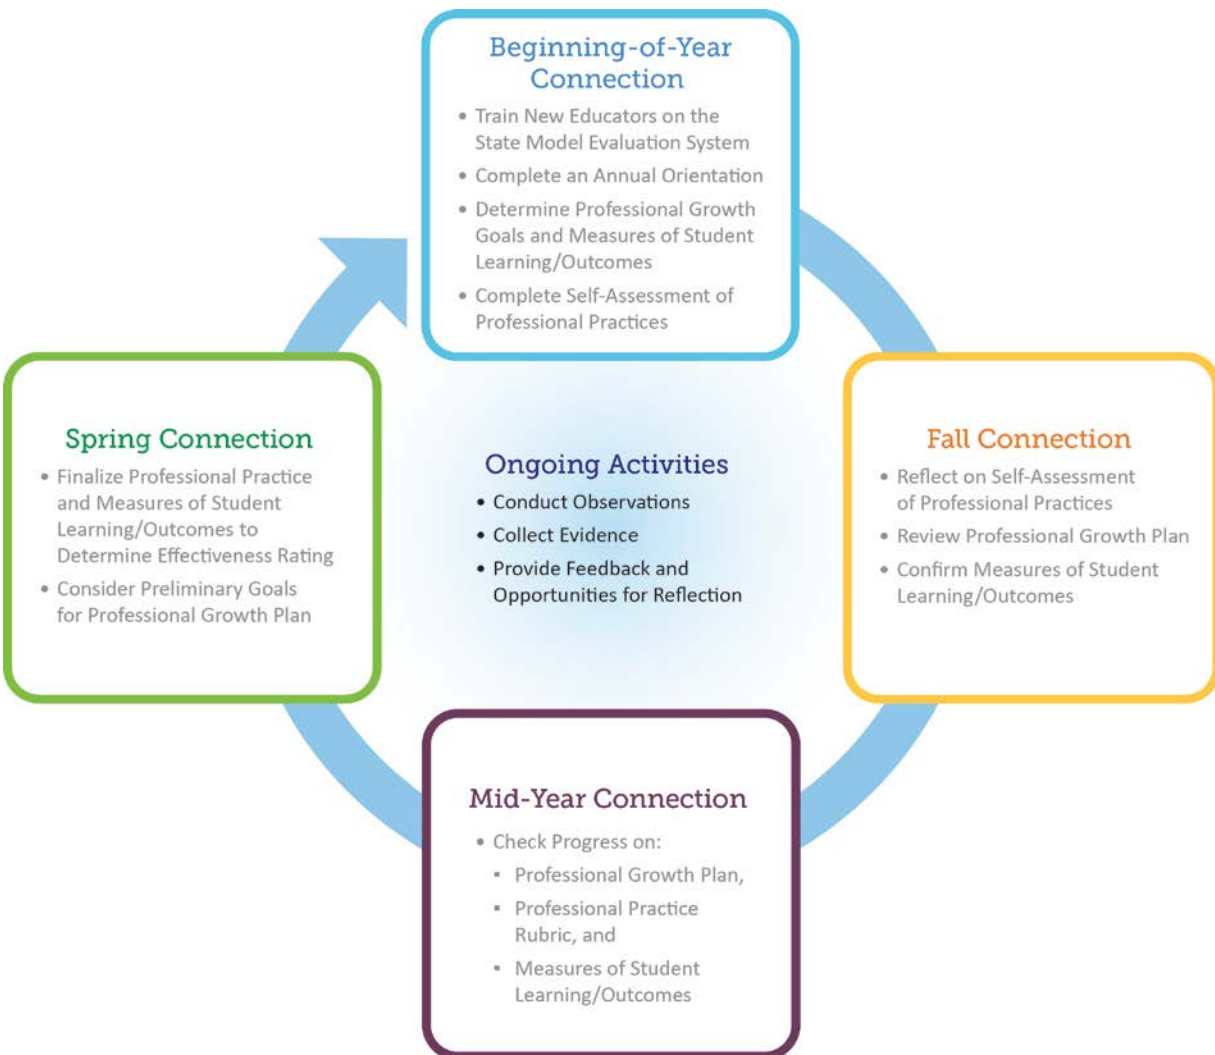 Beginning-of-Year
Connection
• Train New Educators on the
State Model Evaluation System
• Complete an Annual Orientation
• Determine Professional Growth
Goals and Measures of Student
Learning/Outcomes
• Complete Self-Assessment of
Professional Practices
Spring Connection
• Finalize Professional Practice
and Measures of Student
Learning/Outcomes to
Determine Effectiveness Rating
• Consider Preliminary Goals
for Professional Growth Plan
Ongoing Activities
• Conduct Observations
• Collect Evidence
• Provide Feedback and
Opportunities for Reflection
Fall Connection
• Reflect on Self-Assessment
of Professional Practices
• Review Professional Growth Plan
• Confirm Measures of Student
Learning/Outcomes
Mid-Year Connection
• Check Progress on:
▪ Professional Growth Plan,
▪ Professional Practice
Rubric, and
▪ Measures of Student
Learning/Outcomes